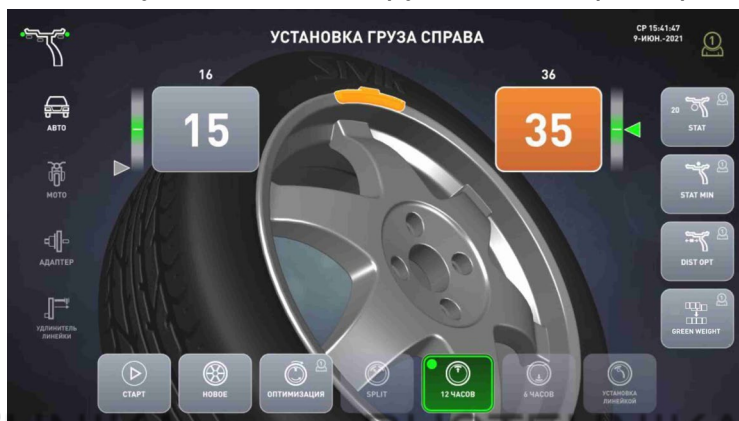 СР 15:41:47
УСТАНОВКА ГРУЗА СПРАВА
9-ИЮН.-2021
1
16
36
15
35
АВТО
20
STAT
МОТО
STAT MIN
АДАПТЕР
DIST OPT
УДЛИНИТЕЛЬ
ЛИНЕЙКИ
GREEN WEIGHT
СТАРТ
НОВОЕ
ОПТИМИЗАЦИЯ
SPLIT
12 ЧАСОВ
6 ЧАСОВ
УСТАНОВКА
ЛИНЕЙКОЙ